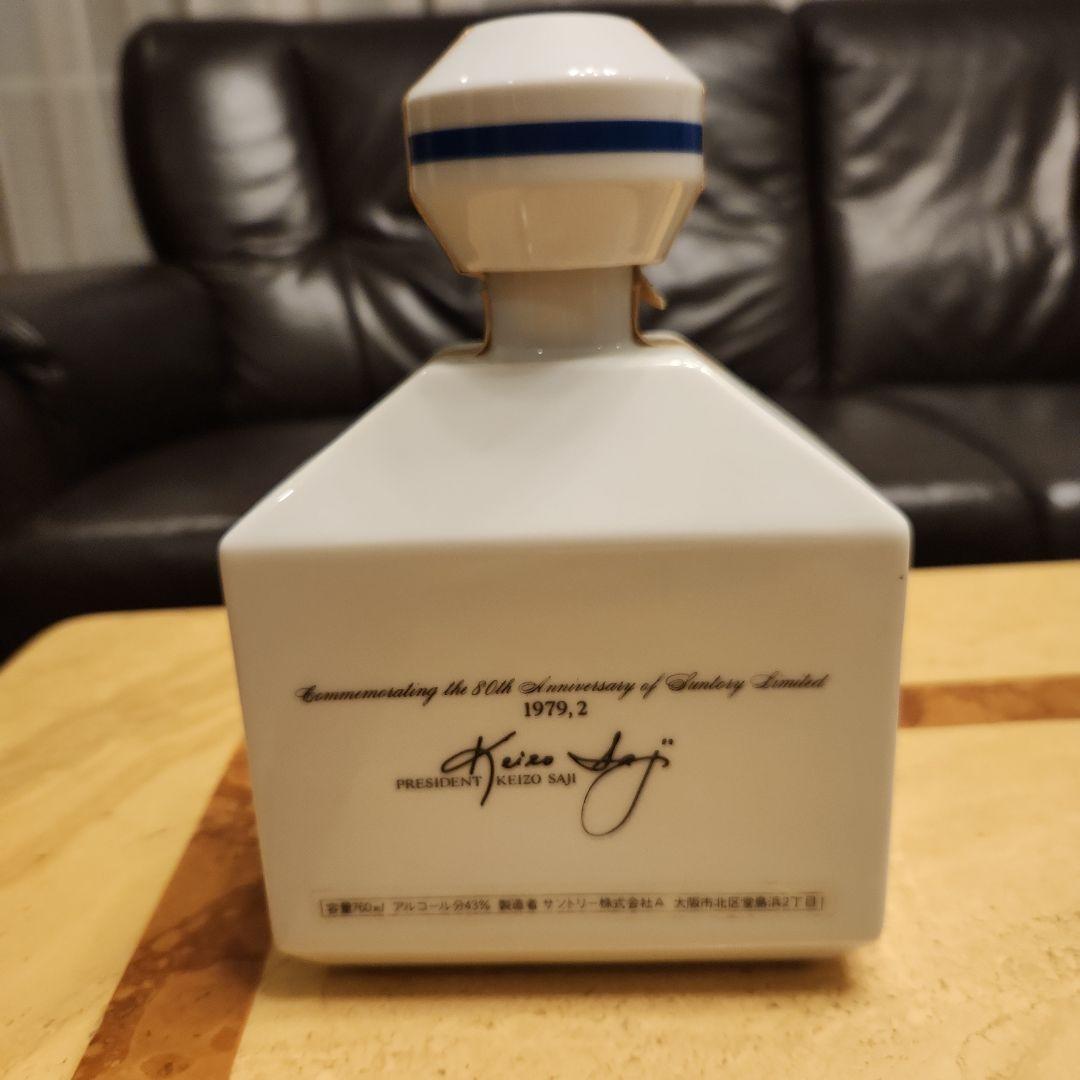 Commemorating the 80th Anniversary of Suntory Limited
1979,2
Keizo Saji
PRESIDENT KEIZO SAJI
容量760ml アルコール分43% 製造者 サントリー株式会社A 大阪市北区堂島浜2丁目